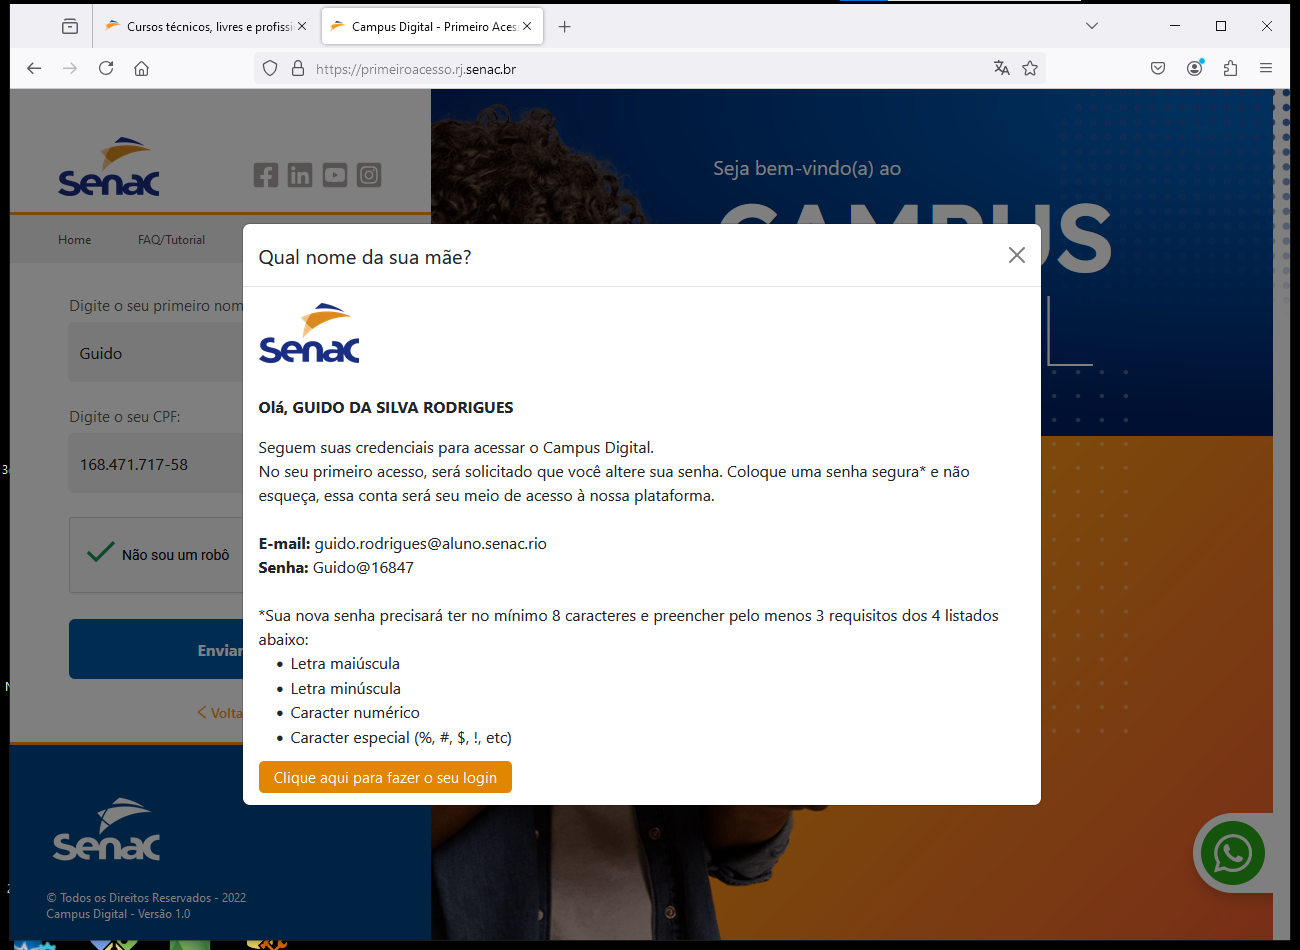 Cursos técnicos, livres e profissi
Campus Digital - Primeiro Aces
https://primeiroacesso.rj.senac.br
Senac
Home
FAQ/Tutorial
Digite o seu primeiro nom
Guido
Digite o seu CPF:
168.471.717-58
Não sou um robô
Enviar
Volta
Senac
© Todos os Direitos Reservados - 2022
Campus Digital - Versão 1.0
Seja bem-vindo(a) ao
CAMPUS
Qual nome da sua mãe?
Senac
Olá, GUIDO DA SILVA RODRIGUES
Seguem suas credenciais para acessar o Campus Digital.
No seu primeiro acesso, será solicitado que você altere sua senha. Coloque uma senha segura* e não
esqueça, essa conta será seu meio de acesso à nossa plataforma.
E-mail: guido.rodrigues@aluno.senac.rio
Senha: Guido@16847
*Sua nova senha precisará ter no mínimo 8 caracteres e preencher pelo menos 3 requisitos dos 4 listados
abaixo:
• Letra maiúscula
• Letra minúscula
• Caracter numérico
• Caracter especial (%, #, $, !, etc)
Clique aqui para fazer o seu login